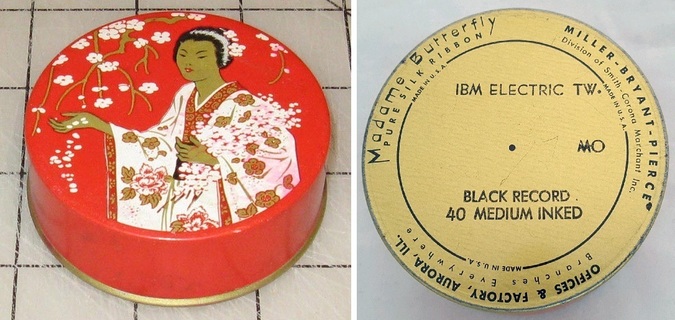 Madame Butterfly
PURE SILK RIBBON
MADE IN U.S.A.
MILLER-BRYANT-PIERCE
Division of Smith-Corona Marchant Inc.
MADE IN U.S.A.
IBM ELECTRIC TW.
MO
BLACK RECORD
40 MEDIUM INKED
MADE IN U.S.A.
Branches Everywhere
OFFICES & FACTORY, AURORA, ILL.